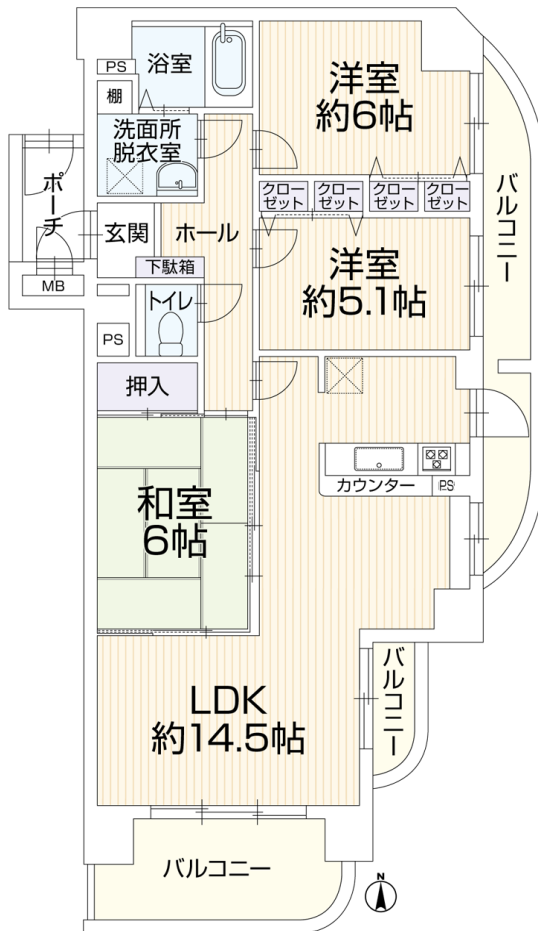 PS
浴室
棚
洋室
約6帖
洗面所
脱衣室
ポーチ
玄関
ホール
クロー
ゼット
クロー
ゼット
クロー
ゼット
クロー
ゼット
バルコニー
下駄箱
洋室
約5.1帖
MB
トイレ
PS
押入
カウンター
PS
和室
6帖
LDK
約14.5帖
バルコニー
バルコニー
N